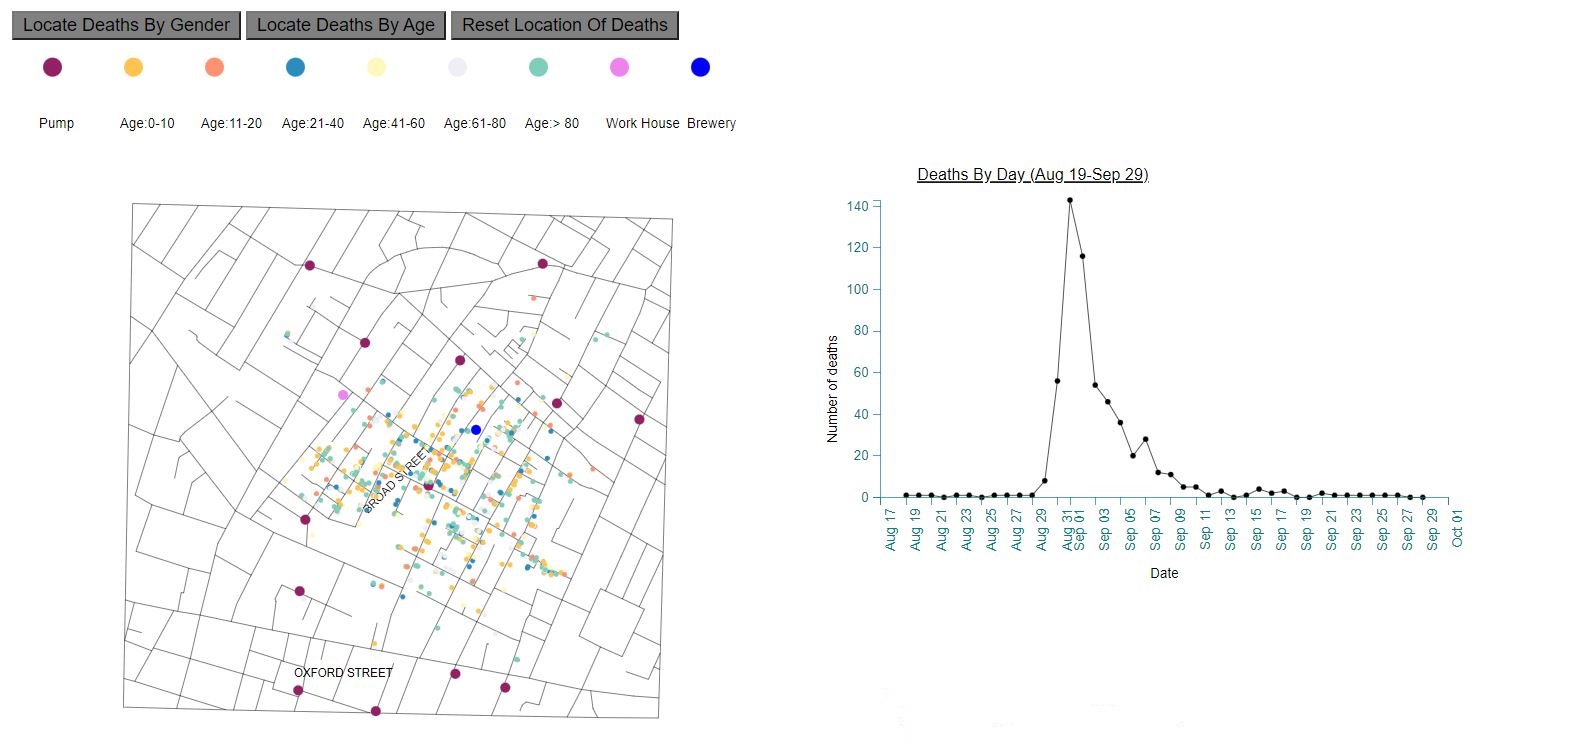 Locate Deaths By Gender Locate Deaths By Age Reset Location Of Deaths
Pump Age:0-10 Age:11-20 Age:21-40 Age:41-60 Age:61-80 Age:> 80 Work House Brewery
BROAD STREET
OXFORD STREET
Deaths By Day (Aug 19-Sep 29)
Number of deaths
140
120
100
80
60
40
20
0
Aug 17 Aug 19 Aug 21 Aug 23 Aug 25 Aug 27 Aug 29 Aug 31 Sep 01 Sep 03 Sep 05 Sep 07 Sep 09 Sep 11 Sep 13 Sep 15 Sep 17 Sep 19 Sep 21 Sep 23 Sep 25 Sep 27 Sep 29 Oct 01
Date